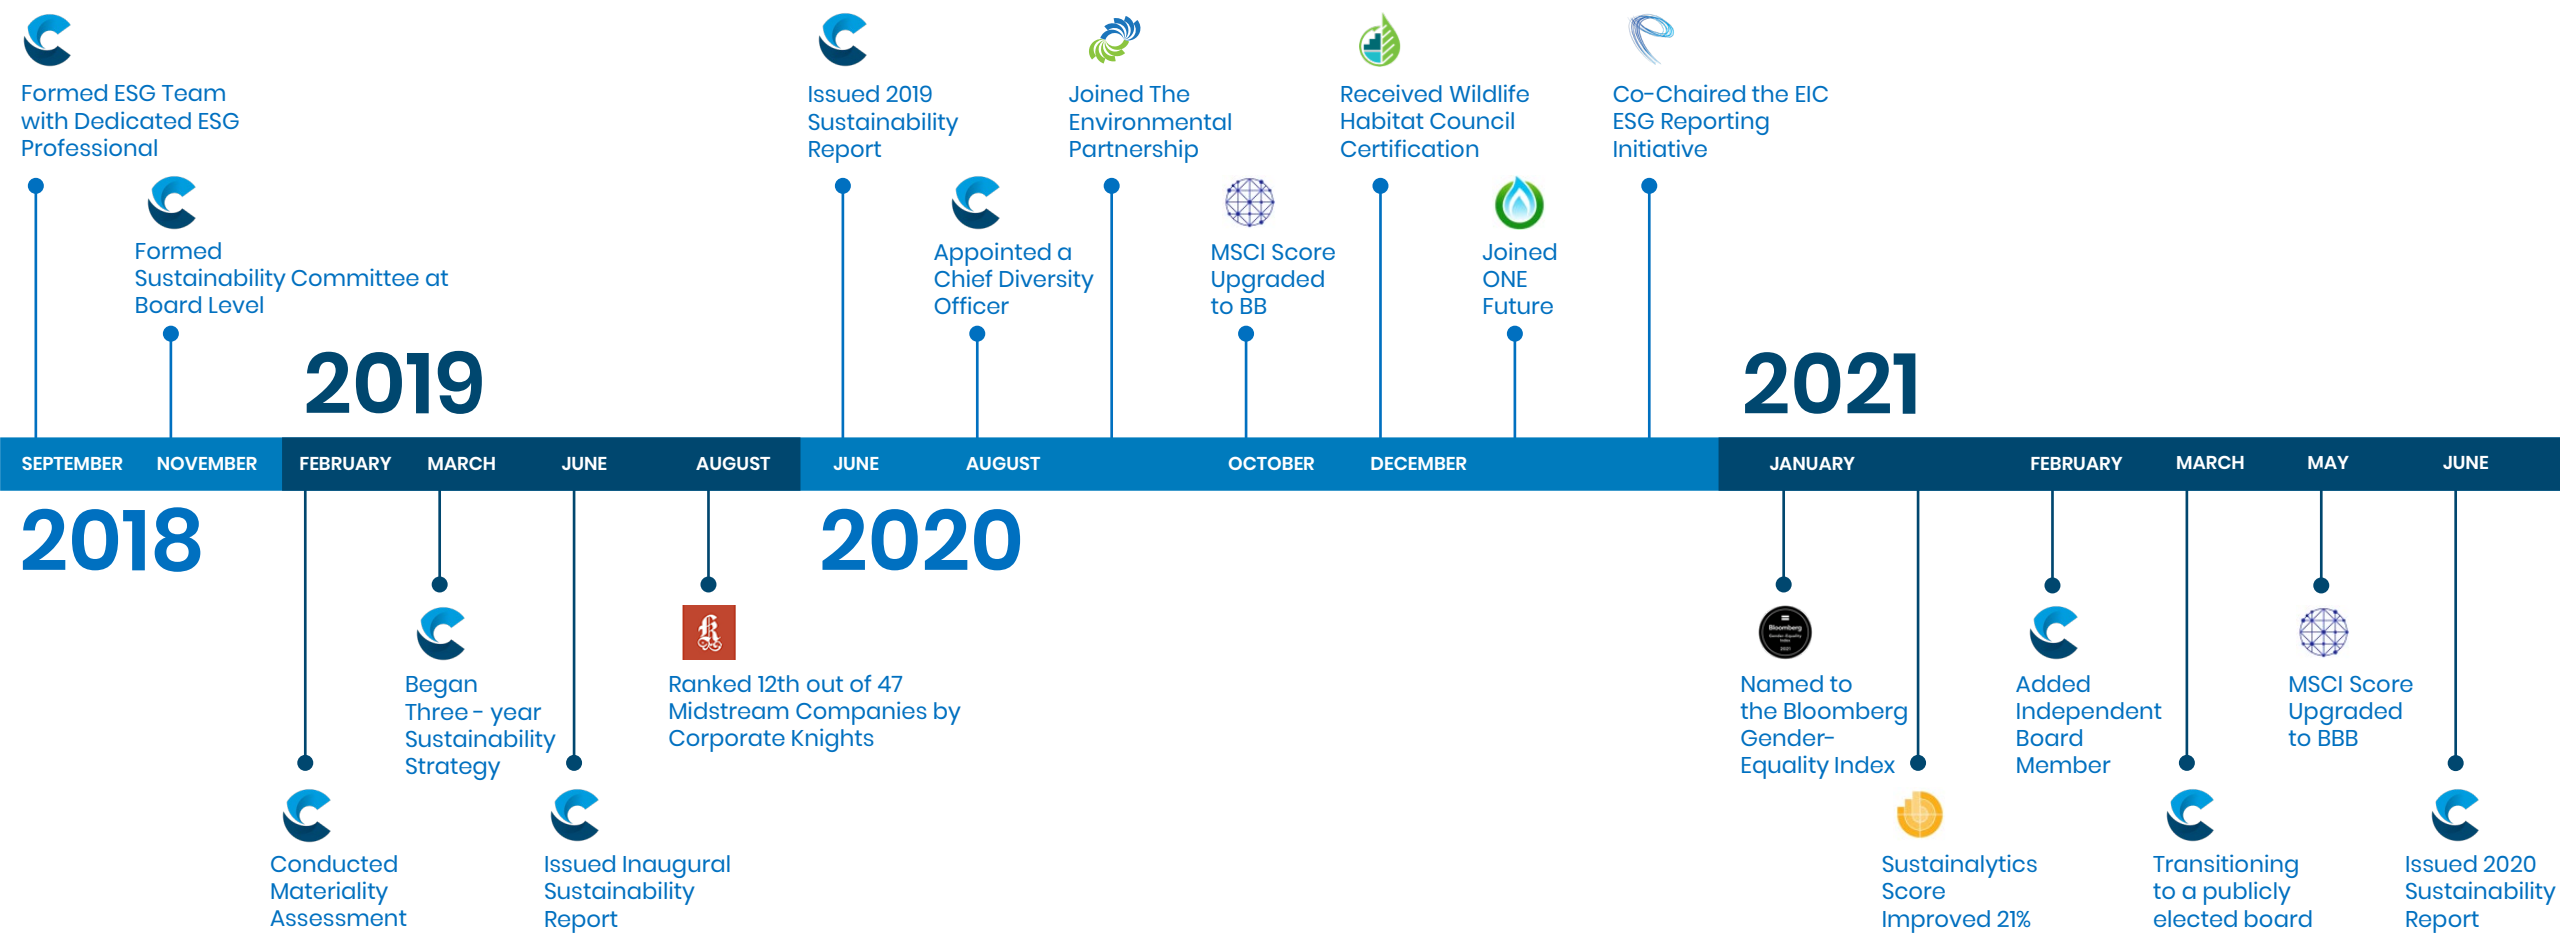 Formed ESG Team
with Dedicated ESG
Professional
Formed
Sustainability Committee at
Board Level
Issued 2019
Sustainability
Report
Appointed a
Chief Diversity
Officer
Joined The
Environmental
Partnership
MSCI Score
Upgraded
to BB
Received Wildlife
Habitat Council
Certification
Joined
ONE
Future
Co-Chaired the EIC
ESG Reporting
Initiative
2019
2021
SEPTEMBER NOVEMBER FEBRUARY MARCH JUNE AUGUST JUNE AUGUST OCTOBER DECEMBER JANUARY FEBRUARY MARCH MAY JUNE
2018
2020
Conducted
Materiality
Assessment
Began
Three - year
Sustainability
Strategy
Issued Inaugural
Sustainability
Report
Ranked 12th out of 47
Midstream Companies by
Corporate Knights
Bloomberg
Gender-Equality
Index
2021
Named to
the Bloomberg
Gender-
Equality Index
Sustainalytics
Score
Improved 21%
Added
Independent
Board
Member
Transitioning
to a publicly
elected board
MSCI Score
Upgraded
to BBB
Issued 2020
Sustainability
Report